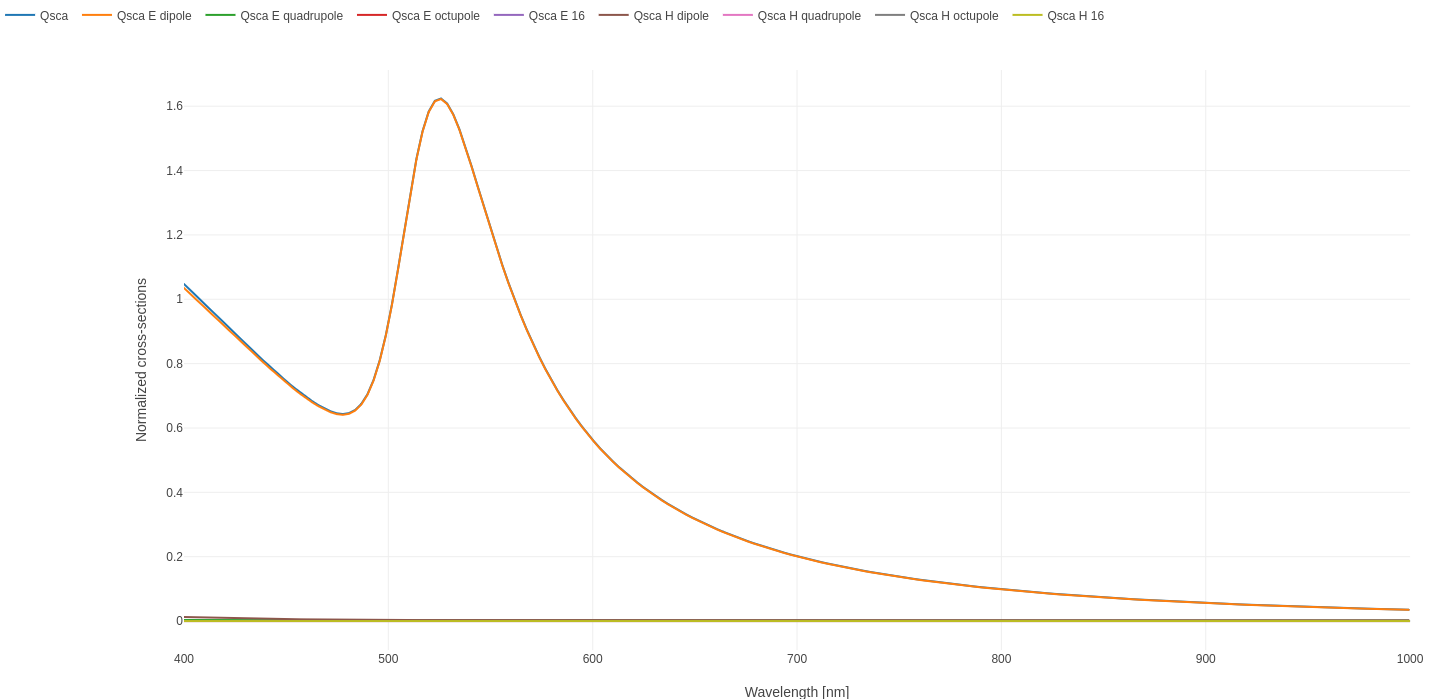 Qsca Qsca E dipole Qsca E quadrupole Qsca E octupole Qsca E 16 Qsca H dipole Qsca H quadrupole Qsca H octupole Qsca H 16
1.6
1.4
1.2
1
0.8
0.6
0.4
0.2
0
Normalized cross-sections
400 500 600 700 800 900 1000
Wavelength [nm]